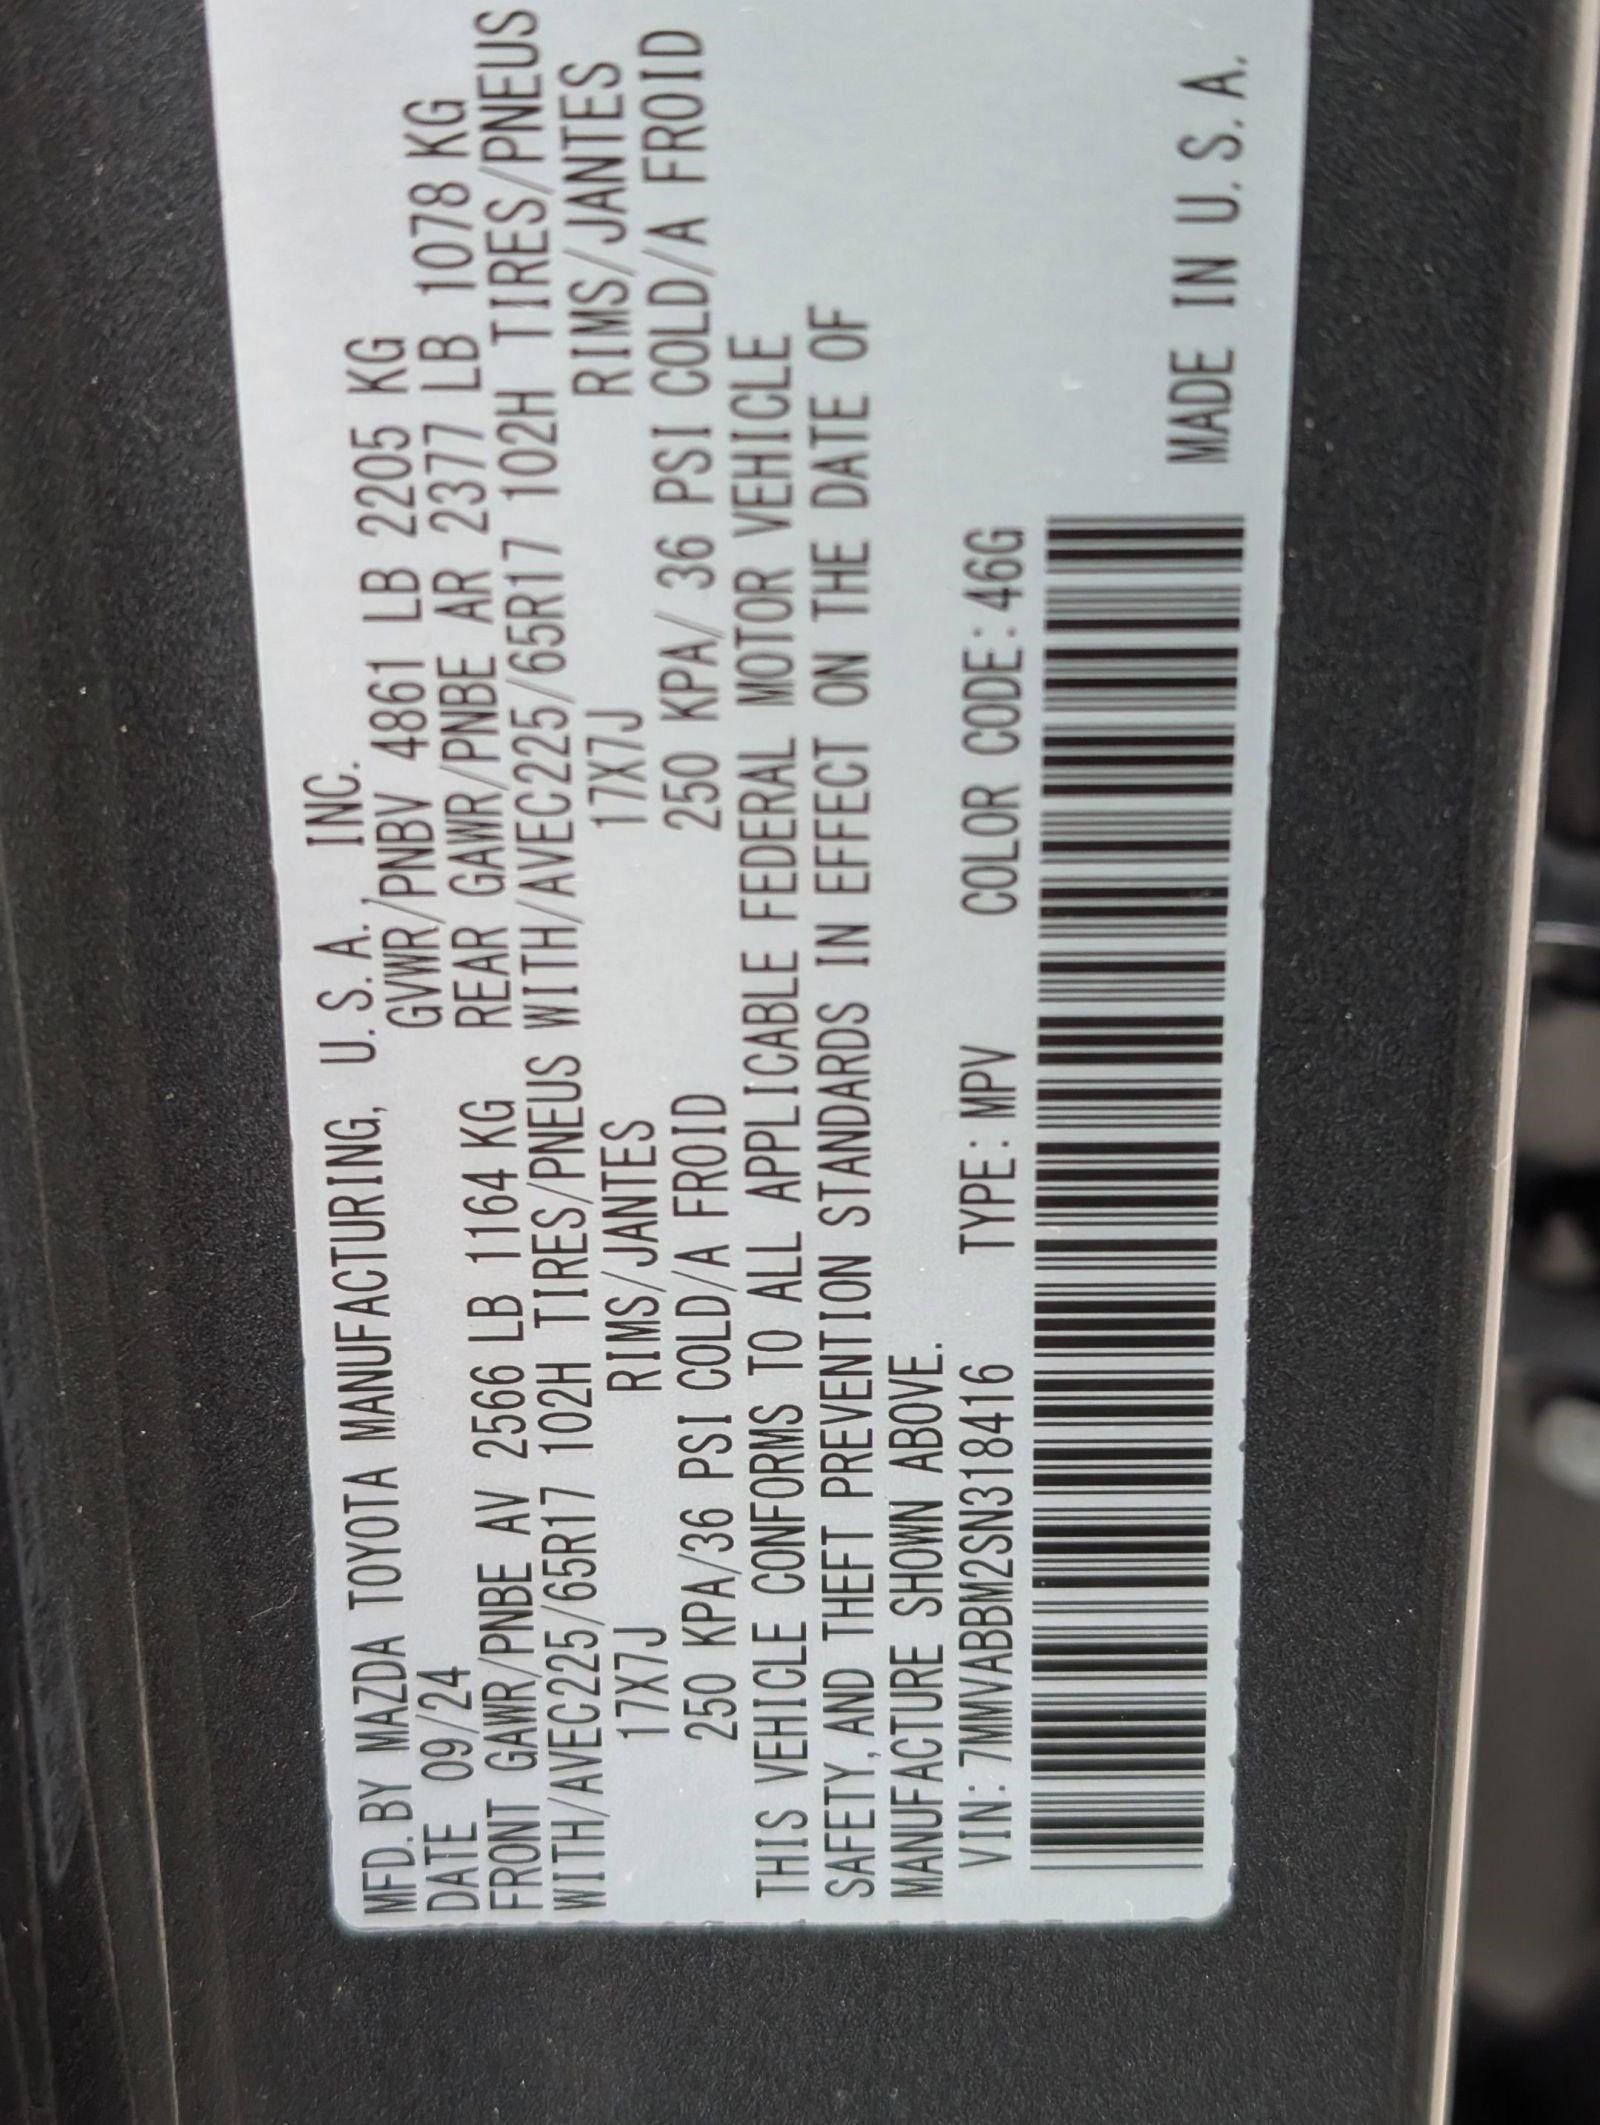 MFD. BY MAZDA TOYOTA MANUFACTURING, U.S.A., INC.
DATE 09/24 GVWR/PNBV 4861 LB 2205 KG
FRONT GAWR/PNBE AV 2566 LB 1164 KG REAR GAWR/PNBE AR 2377 LB 1078 KG
WITH/AVEC225/65R17 102H TIRES/PNEUS WITH/AVEC225/65R17 102H TIRES/PNEUS
17X7J RIMS/JANTES 17X7J RIMS/JANTES
250 KPA/36 PSI COLD/A FROID 250 KPA/ 36 PSI COLD/A FROID
THIS VEHICLE CONFORMS TO ALL APPLICABLE FEDERAL MOTOR VEHICLE
SAFETY, AND THEFT PREVENTION STANDARDS IN EFFECT ON THE DATE OF
MANUFACTURE SHOWN ABOVE.
VIN: 7MMVABBM2SN318416 TYPE: MPV COLOR CODE: 46G
MADE IN U.S.A.